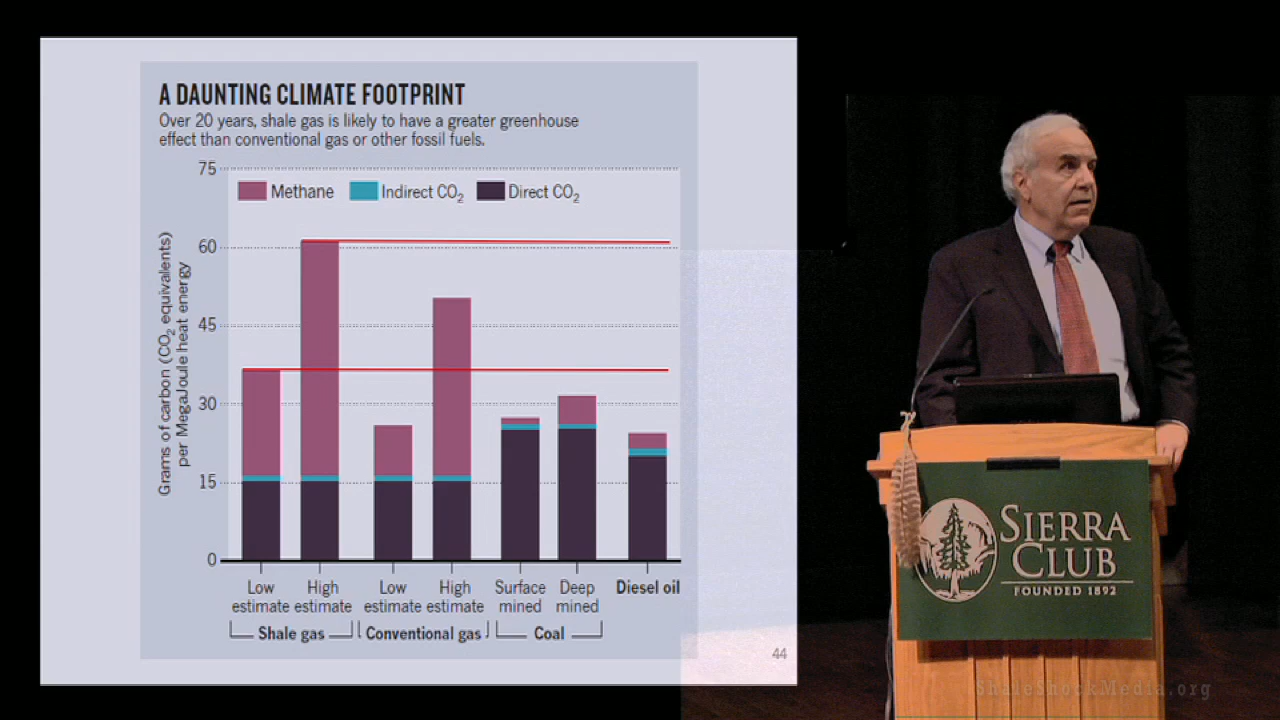 A DAUNTING CLIMATE FOOTPRINT
Over 20 years, shale gas is likely to have a greater greenhouse
effect than conventional gas or other fossil fuels.
75
Methane
Indirect CO₂
Direct CO₂
60
45
30
15
0
Grams of carbon (CO₂ equivalents)
per MegaJoule heat energy
Low
estimate
High
estimate
Low
estimate
High
estimate
Surface
mined
Deep
mined
Diesel oil
Shale gas
Conventional gas
Coal
44
SIERRA
CLUB
FOUNDED 1892
ShaleShockMedia.org